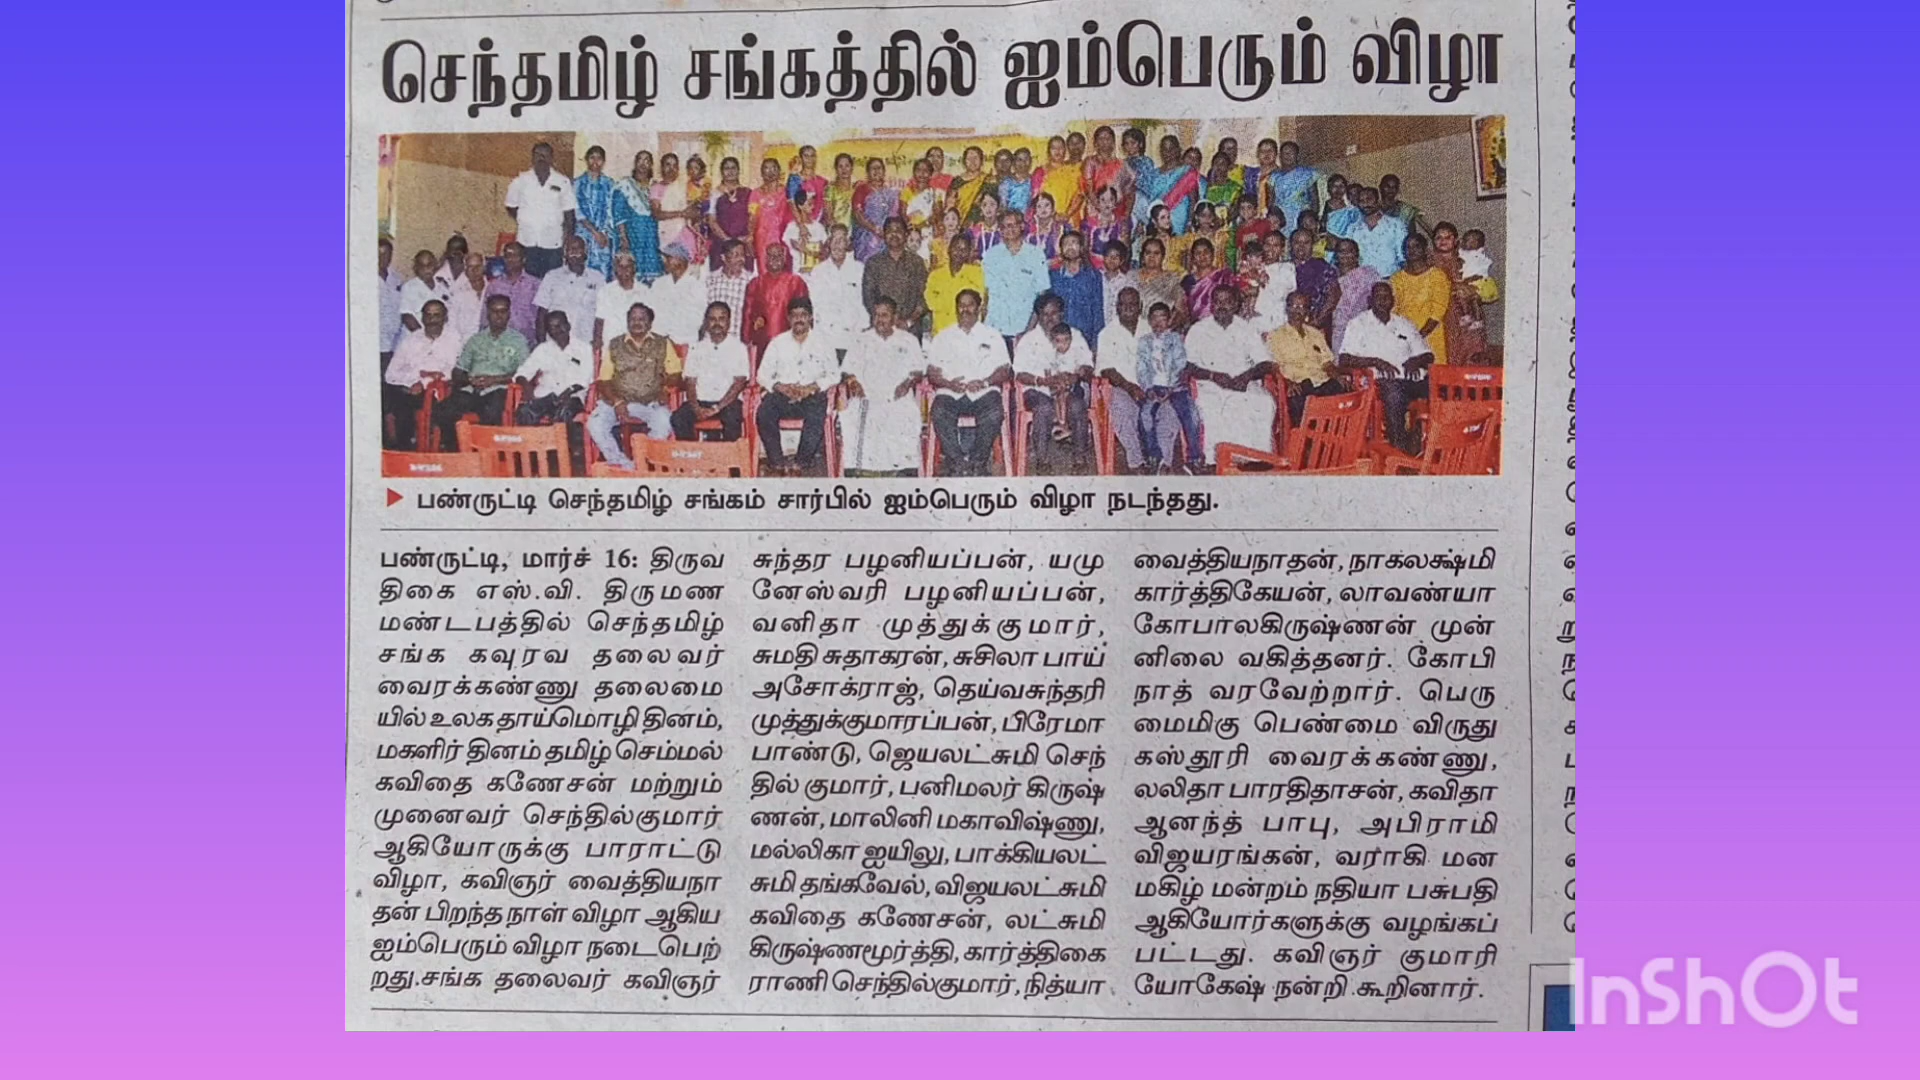 செந்தமிழ் சங்கத்தில் ஐம்பெரும் விழா
பண்ருட்டி செந்தமிழ் சங்கம் சார்பில் ஐம்பெரும் விழா நடந்தது.
பண்ருட்டி, மார்ச் 16: திருவ
திகை எஸ்.வி. திருமண
மண்டபத்தில் செந்தமிழ்
சங்க கவுரவ தலைவர்
வைரக்கண்ணு தலைமை
யில் உலக தாய்மொழி தினம்,
மகளிர் தினம் தமிழ் செம்மல்
கவிதை கணேசன் மற்றும்
முனைவர் செந்தில்குமார்
ஆகியோருக்கு பாராட்டு
விழா, கவிஞர் வைத்தியநா
தன் பிறந்த நாள் விழா ஆகிய
ஐம்பெரும் விழா நடைபெற்
றது.சங்க தலைவர் கவிஞர்
சுந்தர பழனியப்பன், யமு
னேஸ்வரி பழனியப்பன்,
வனிதா முத்துக்குமார்,
சுமதி சுதாகரன், சுசிலா பாய்
அசோக்ராஜ், தெய்வசுந்தரி
முத்துக்குமாரப்பன், பிரேமா
பாண்டு, ஜெயலட்சுமி செந்
தில் குமார், பனிமலர் கிருஷ்
ணன், மாலினி மகாவிஷ்ணு,
மல்லிகா ஐயிலு, பாக்கியலட்
சுமி தங்கவேல், விஜயலட்சுமி
கவிதை கணேசன், லட்சுமி
கிருஷ்ணமூர்த்தி, கார்த்திகை
ராணி செந்தில்குமார், நித்யா
வைத்தியநாதன், நாகலக்ஷ்மி
கார்த்திகேயன், லாவண்யா
கோபாலகிருஷ்ணன் முன்
னிலை வகித்தனர். கோபி
நாத் வரவேற்றார். பெரு
மைமிகு பெண்மை விருது
கஸ்தூரி வைரக்கண்ணு,
லலிதா பாரதிதாசன், கவிதா
ஆனந்த் பாபு, அபிராமி
விஜயரங்கன், வராகி மன
மகிழ் மன்றம் நதியா பசுபதி
ஆகியோர்களுக்கு வழங்கப்
பட்டது. கவிஞர் குமாரி
யோகேஷ் நன்றி கூறினார்.
InShOt